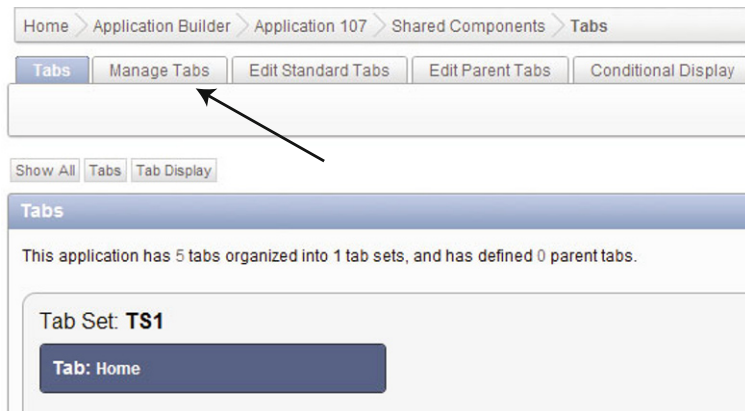 Home Application Builder Application 107 Shared Components Tabs
Tabs Manage Tabs Edit Standard Tabs Edit Parent Tabs Conditional Display
Show All Tabs Tab Display
Tabs
This application has 5 tabs organized into 1 tab sets, and has defined 0 parent tabs.
Tab Set: TS1
Tab: Home